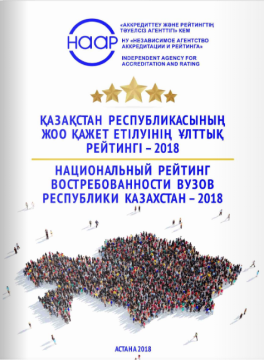 НААР
«АККРЕДИТТЕУ ЖӘНЕ РЕЙТИНГТІҢ
ТӘУЕЛСІЗ АГЕНТТІГІ» КЕМ
НУ «НЕЗАВИСИМОЕ АГЕНТСТВО
АККРЕДИТАЦИИ И РЕЙТИНГА»
INDEPENDENT AGENCY FOR
ACCREDITATION AND RATING
ҚАЗАҚСТАН РЕСПУБЛИКАСЫНЫҢ
ЖОО ҚАЖЕТ ЕТІЛУІНІҢ ҰЛТТЫҚ
РЕЙТИНГІ – 2018
НАЦИОНАЛЬНЫЙ РЕЙТИНГ
ВОСТРЕБОВАННОСТИ ВУЗОВ
РЕСПУБЛИКИ КАЗАХСТАН – 2018
АСТАНА 2018